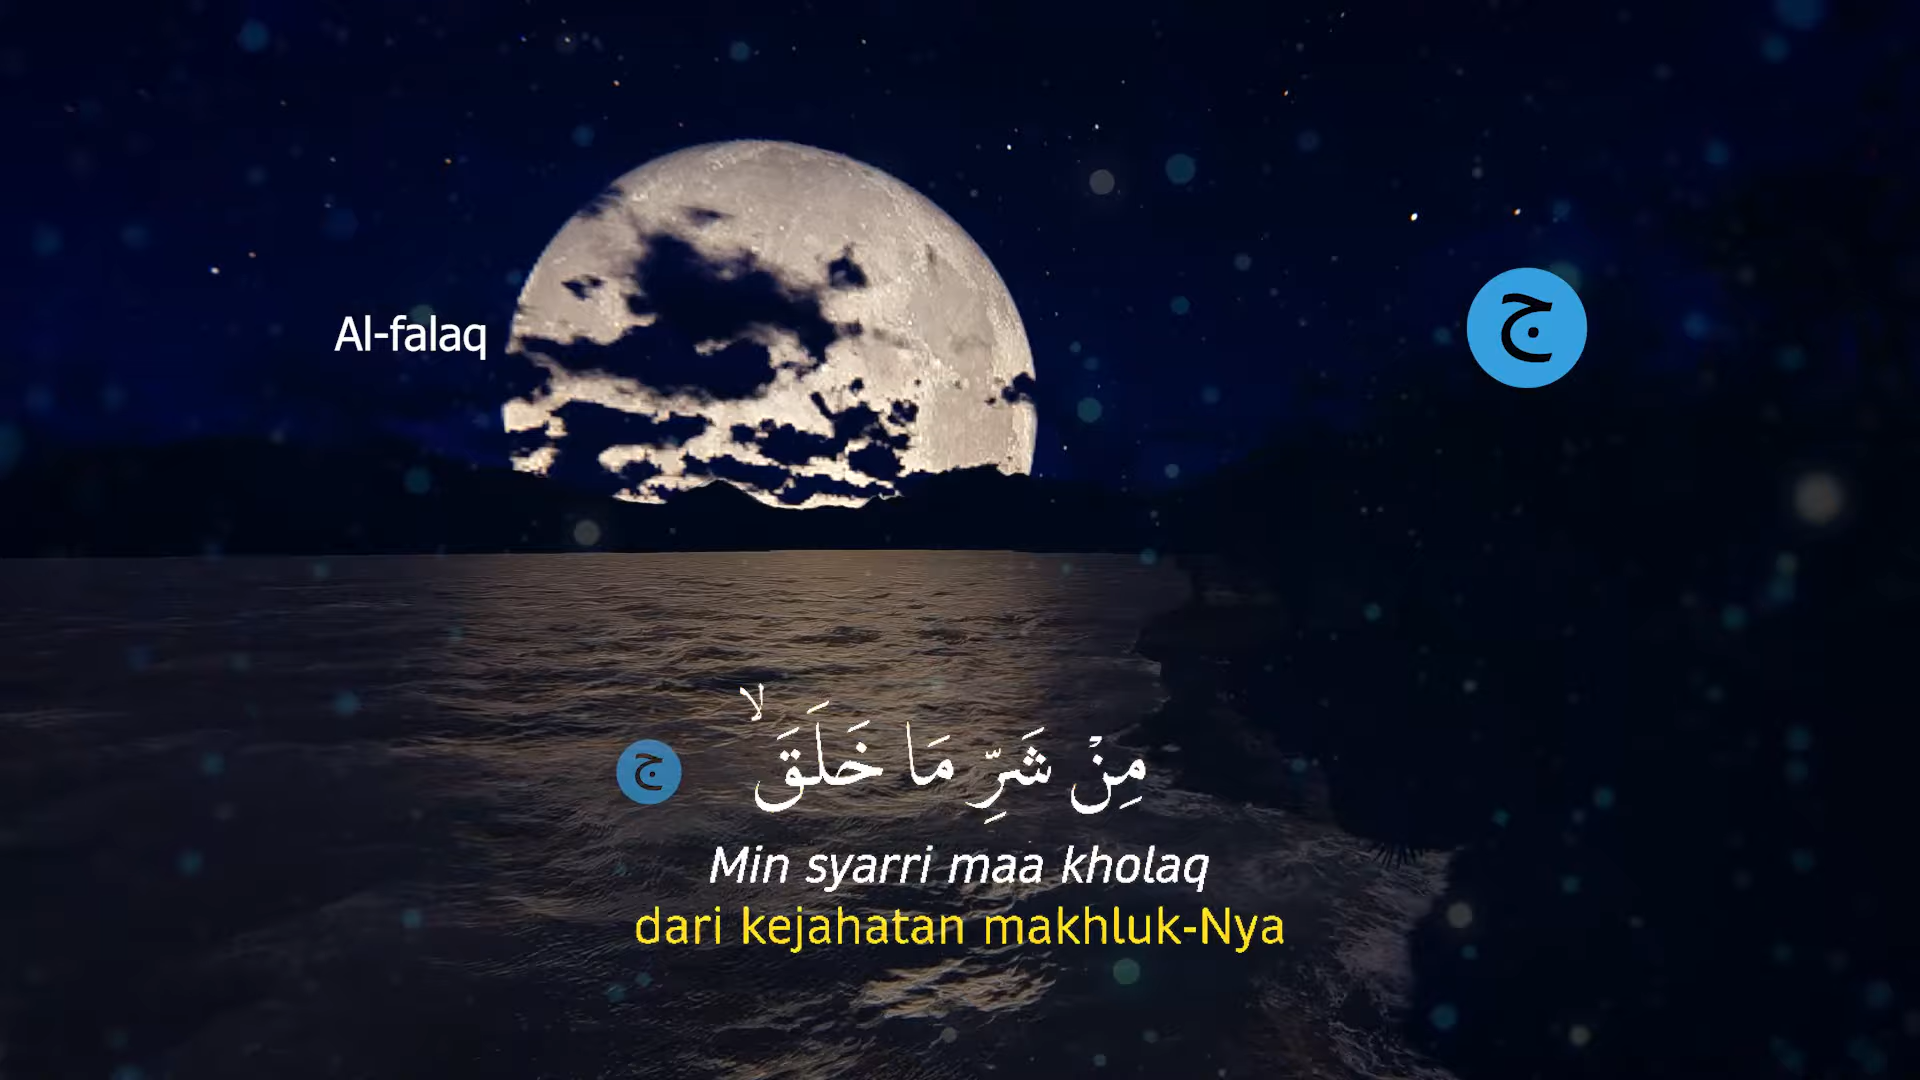 Al-falaq
ج
مِنْ شَرِّ مَا خَلَقَۙ
ج
Min syarri maa kholaq
dari kejahatan makhluk-Nya